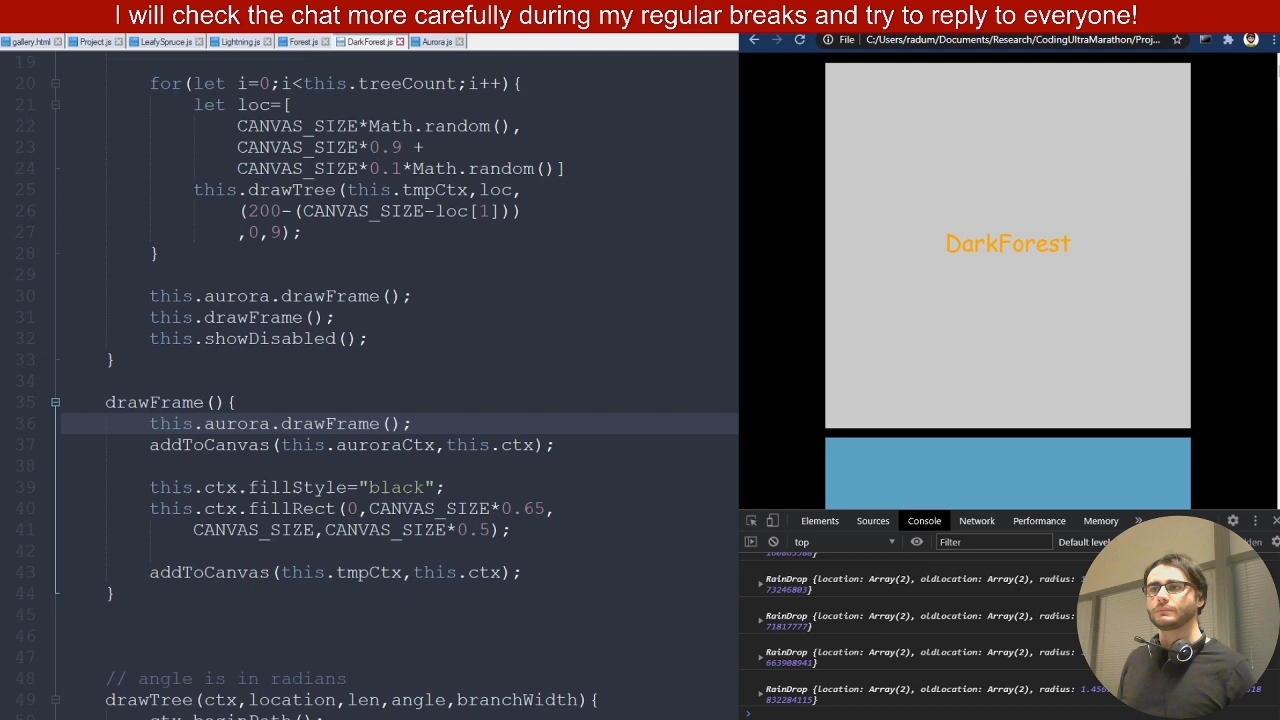 I will check the chat more carefully during my regular breaks and try to reply to everyone!
gallery.html Project.js LeafySpruce.js Lightning.js Forest.js DarkForest.js Aurora.js
File C:/Users/radum/Documents/Research/CodingUltraMarathon/Proj...
19
20 for(let i=0;i<this.treeCount;i++){
21 let loc=[
22 CANVAS_SIZE*Math.random(),
23 CANVAS_SIZE*0.9 +
24 CANVAS_SIZE*0.1*Math.random()]
25 this.drawTree(this.tmpCtx,loc,
26 (200-(CANVAS_SIZE-loc[1]))
27 ,0,9);
28 }
29
30 this.aurora.drawFrame();
31 this.drawFrame();
32 this.showDisabled();
33 }
34
35 drawFrame(){
36 this.aurora.drawFrame();
37 addToCanvas(this.auroraCtx,this.ctx);
38
39 this.ctx.fillStyle="black";
40 this.ctx.fillRect(0,CANVAS_SIZE*0.65,
41 CANVAS_SIZE,CANVAS_SIZE*0.5);
42
43 addToCanvas(this.tmpCtx,this.ctx);
44 }
45
46
47
48 // angle is in radians
49 drawTree(ctx,location,len,angle,branchWidth){
DarkForest
Elements Sources Console Network Performance Memory »
top Filter Default leve
RainDrop {location: Array(2), oldLocation: Array(2), radius: 
73246803}
RainDrop {location: Array(2), oldLocation: Array(2), radius: 
71817777}
RainDrop {location: Array(2), oldLocation: Array(2), radius: 
663908941}
RainDrop {location: Array(2), oldLocation: Array(2), radius: 1.456
832284115}